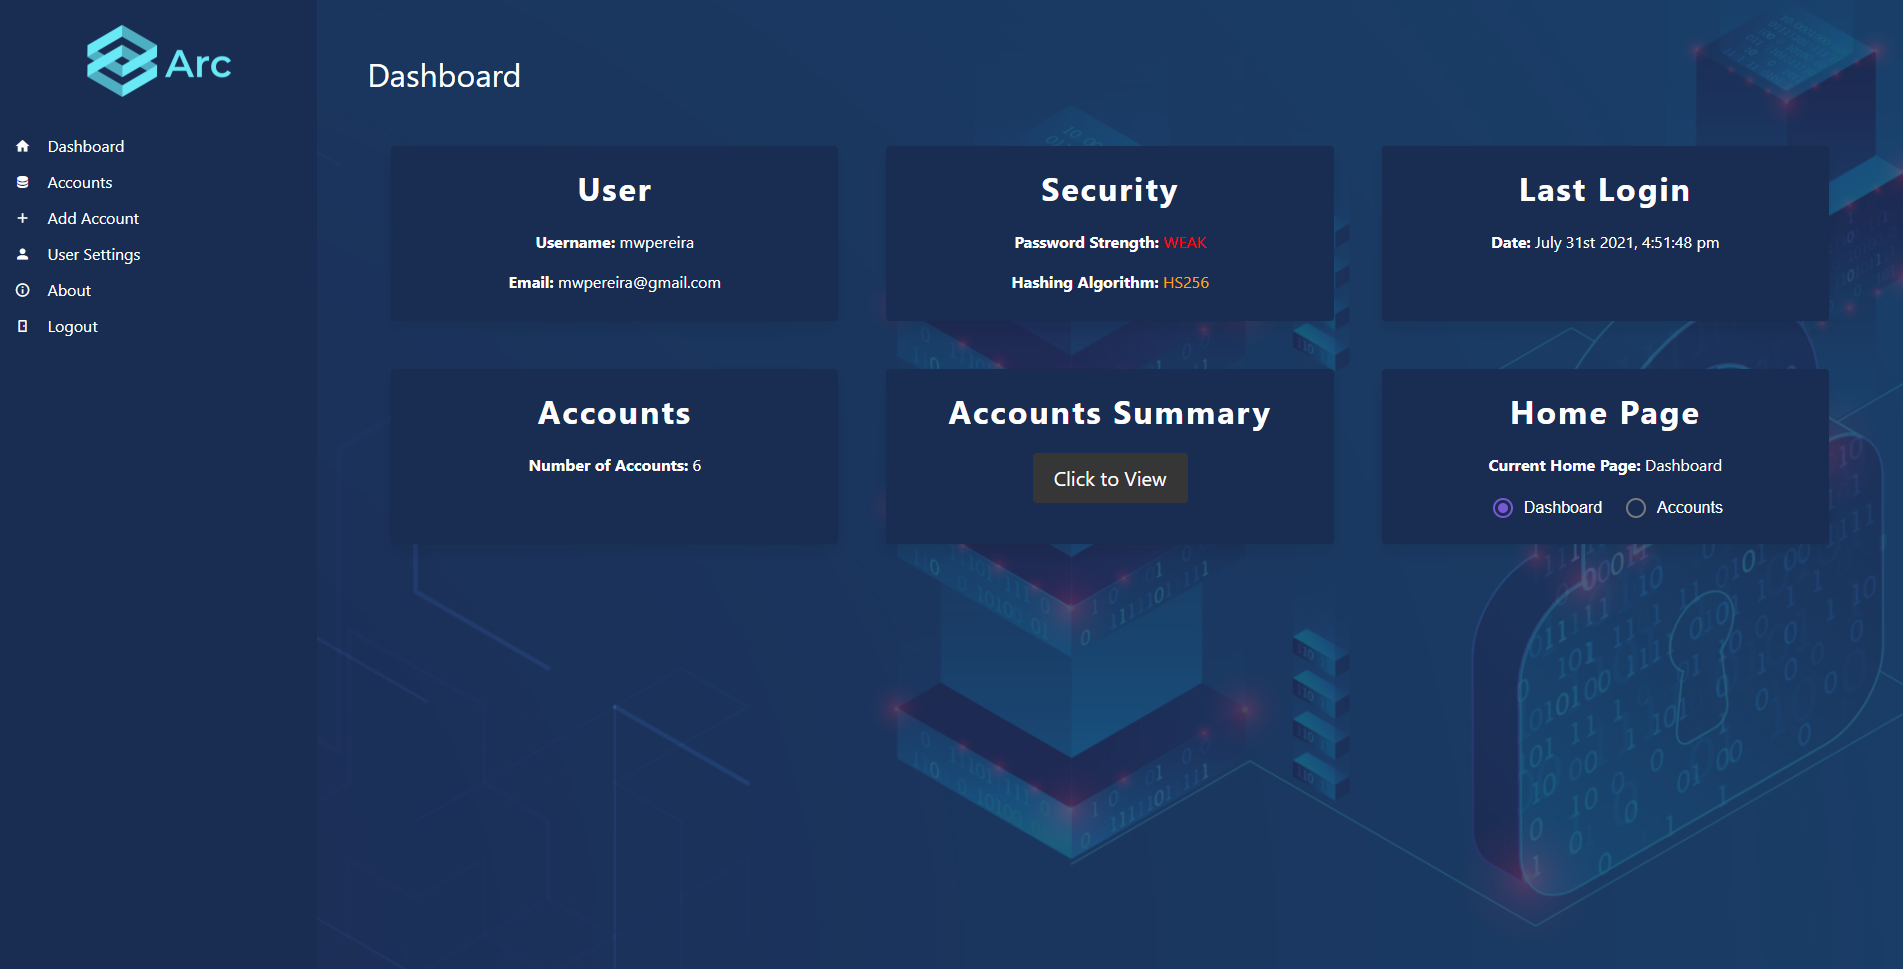 Arc
Dashboard
Accounts
Add Account
User Settings
About
Logout
Dashboard
User
Username: mwpereira
Email: mwpereira@gmail.com
Security
Password Strength: WEAK
Hashing Algorithm: HS256
Last Login
Date: July 31st 2021, 4:51:48 pm
Accounts
Number of Accounts: 6
Accounts Summary
Click to View
Home Page
Current Home Page: Dashboard
Dashboard Accounts